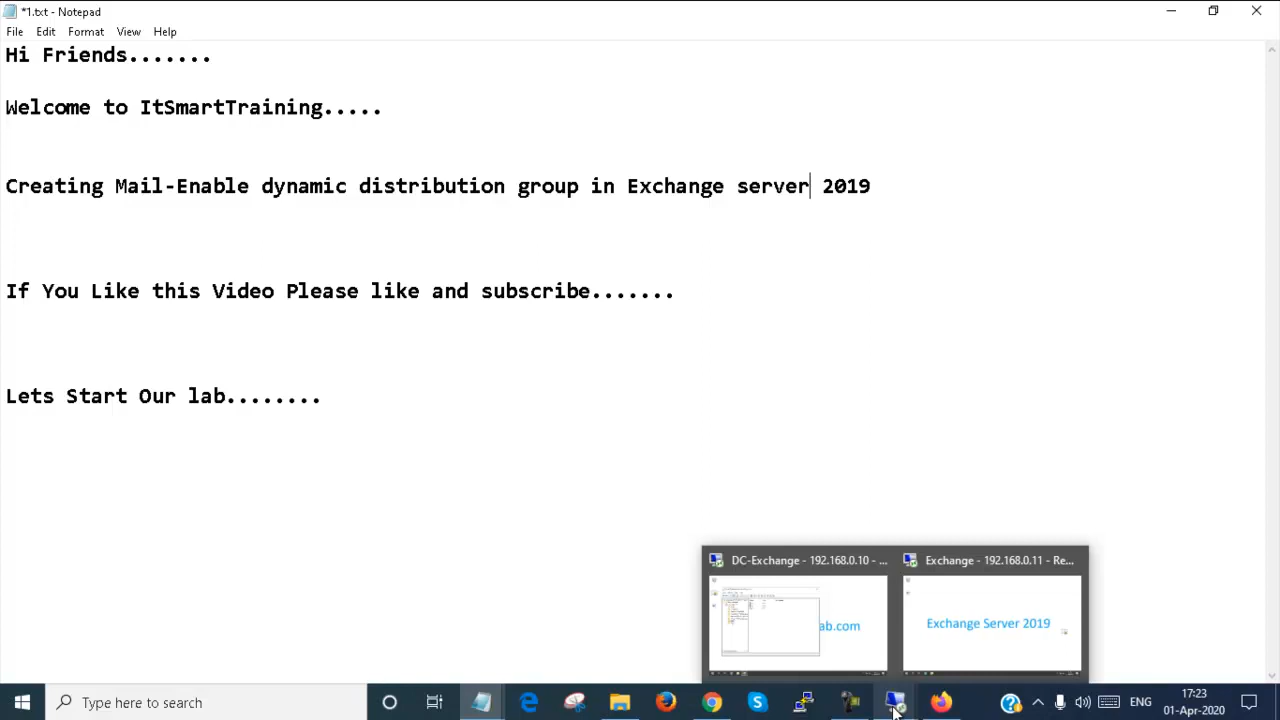 *1.txt - Notepad
File Edit Format View Help
Hi Friends.......
Welcome to ItSmartTraining.....
Creating Mail-Enable dynamic distribution group in Exchange server 2019
If You Like this Video Please like and subscribe.......
Lets Start Our lab........
DC-Exchange - 192.168.0.10 - ... Exchange - 192.168.0.11 - Re...
ab.com Exchange Server 2019
Type here to search ENG 17:23
01-Apr-2020